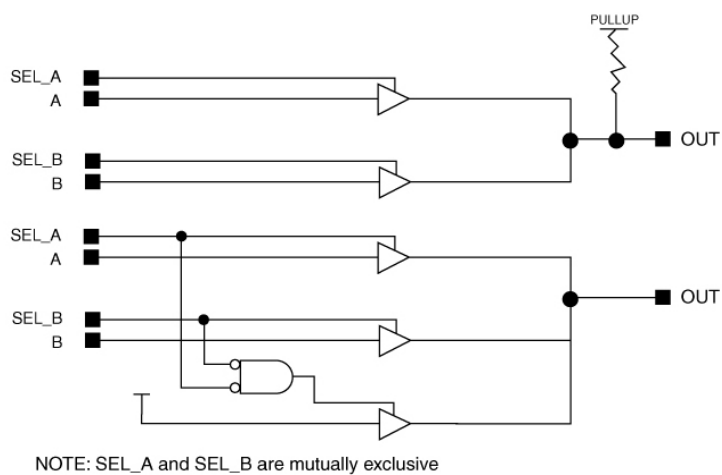 PULLUP
SEL_A
A
OUT
SEL_B
B
SEL_A
A
OUT
SEL_B
B
NOTE: SEL_A and SEL_B are mutually exclusive